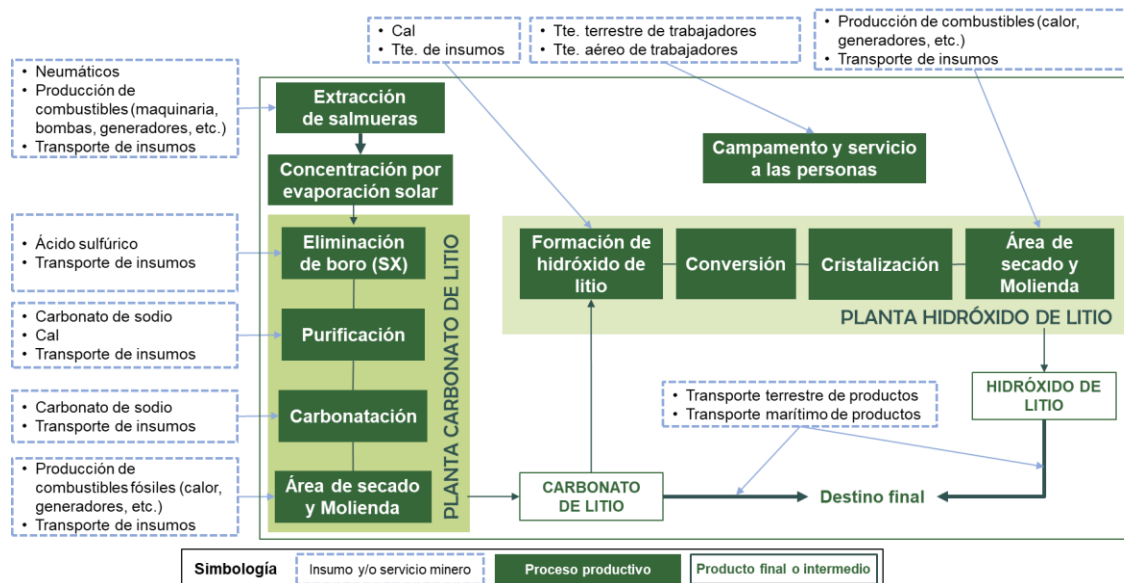 • Cal
• Tte. de insumos
• Tte. terrestre de trabajadores
• Tte. aéreo de trabajadores
• Producción de combustibles (calor,
generadores, etc.)
• Transporte de insumos
• Neumáticos
• Producción de
combustibles (maquinaria,
bombas, generadores, etc.)
• Transporte de insumos
Extracción
de salmueras
Concentración por
evaporación solar
Campamento y servicio
a las personas
• Ácido sulfúrico
• Transporte de insumos
Eliminación
de boro (SX)
• Carbonato de sodio
• Cal
• Transporte de insumos
Purificación
• Carbonato de sodio
• Transporte de insumos
Carbonatación
• Producción de
combustibles fósiles (calor,
generadores, etc.)
• Transporte de insumos
Área de secado
y Molienda
PLANTA CARBONATO DE LITIO
Formación de
hidróxido de
litio
Conversión
Cristalización
Área de
secado y
Molienda
PLANTA HIDRÓXIDO DE LITIO
• Transporte terrestre de productos
• Transporte marítimo de productos
HIDRÓXIDO DE
LITIO
CARBONATO
DE LITIO
Destino final
Simbología
Insumo y/o servicio minero
Proceso productivo
Producto final o intermedio